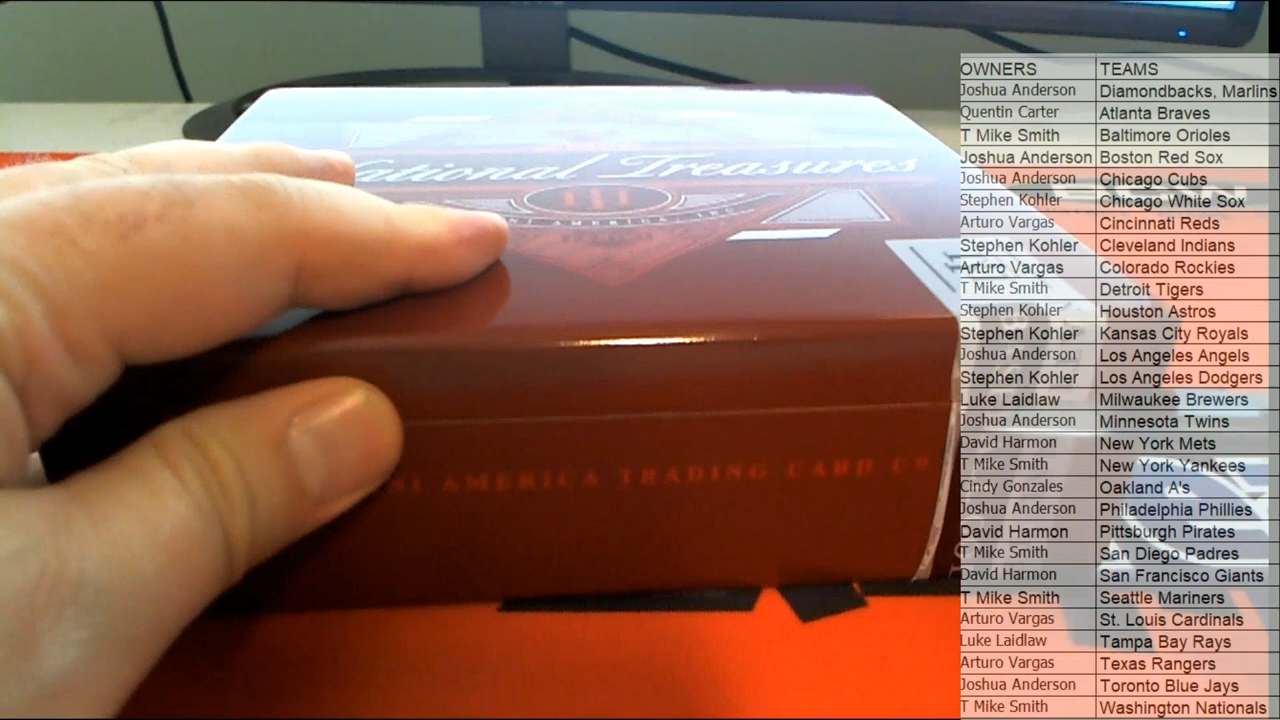 National Treasures
AMERICA
AMERICA TRADING CARD CO
OWNERS TEAMS
Joshua Anderson Diamondbacks, Marlins
Quentin Carter Atlanta Braves
T Mike Smith Baltimore Orioles
Joshua Anderson Boston Red Sox
Joshua Anderson Chicago Cubs
Stephen Kohler Chicago White Sox
Arturo Vargas Cincinnati Reds
Stephen Kohler Cleveland Indians
Arturo Vargas Colorado Rockies
T Mike Smith Detroit Tigers
Stephen Kohler Houston Astros
Stephen Kohler Kansas City Royals
Joshua Anderson Los Angeles Angels
Stephen Kohler Los Angeles Dodgers
Luke Laidlaw Milwaukee Brewers
Joshua Anderson Minnesota Twins
David Harmon New York Mets
T Mike Smith New York Yankees
Cindy Gonzales Oakland A's
Joshua Anderson Philadelphia Phillies
David Harmon Pittsburgh Pirates
T Mike Smith San Diego Padres
David Harmon San Francisco Giants
T Mike Smith Seattle Mariners
Arturo Vargas St. Louis Cardinals
Luke Laidlaw Tampa Bay Rays
Arturo Vargas Texas Rangers
Joshua Anderson Toronto Blue Jays
T Mike Smith Washington Nationals